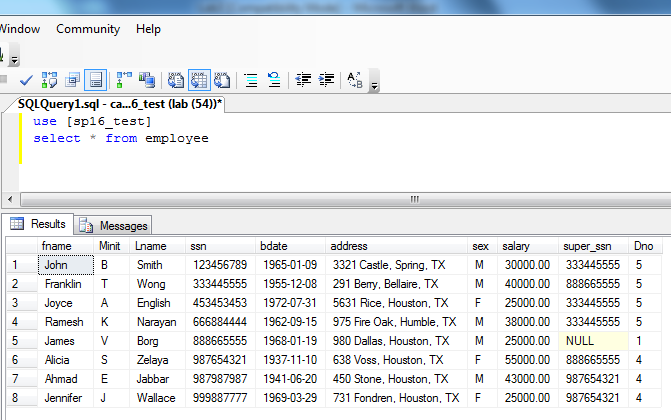 Window Community Help
SQLQuery1.sql - ca...6_test (lab (54))*
use [sp16_test]
select * from employee
Results Messages
fname Minit Lname ssn bdate address sex salary super_ssn Dno
1 John B Smith 123456789 1965-01-09 3321 Castle, Spring, TX M 30000.00 333445555 5
2 Franklin T Wong 333445555 1955-12-08 291 Berry, Bellaire, TX M 40000.00 888665555 5
3 Joyce A English 453453453 1972-07-31 5631 Rice, Houston, TX F 25000.00 333445555 5
4 Ramesh K Narayan 666884444 1962-09-15 975 Fire Oak, Humble, TX M 38000.00 333445555 5
5 James V Borg 888665555 1968-01-19 980 Dallas, Houston, TX M 25000.00 NULL 1
6 Alicia S Zelaya 987654321 1937-11-10 638 Voss, Houston, TX F 55000.00 888665555 4
7 Ahmad E Jabbar 987987987 1941-06-20 450 Stone, Houston, TX M 43000.00 987654321 4
8 Jennifer J Wallace 999887777 1969-03-29 731 Fondren, Houston, TX F 25000.00 987654321 4